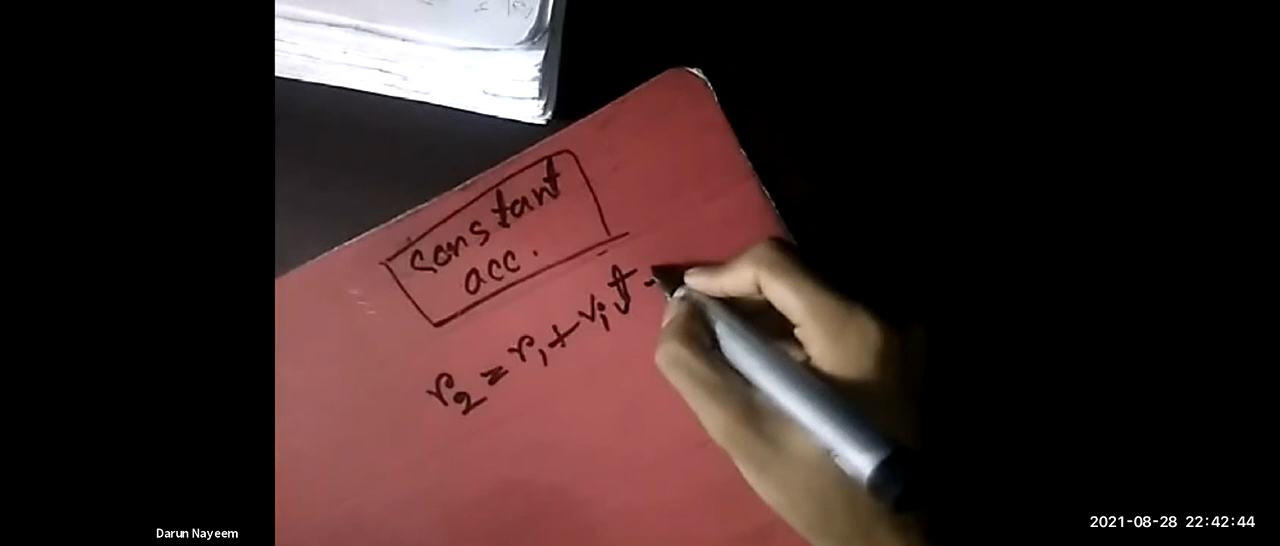 constant
acc.
r₂ = r₁ + vᵢt -
Darun Nayeem
2021-08-28 22:42:44